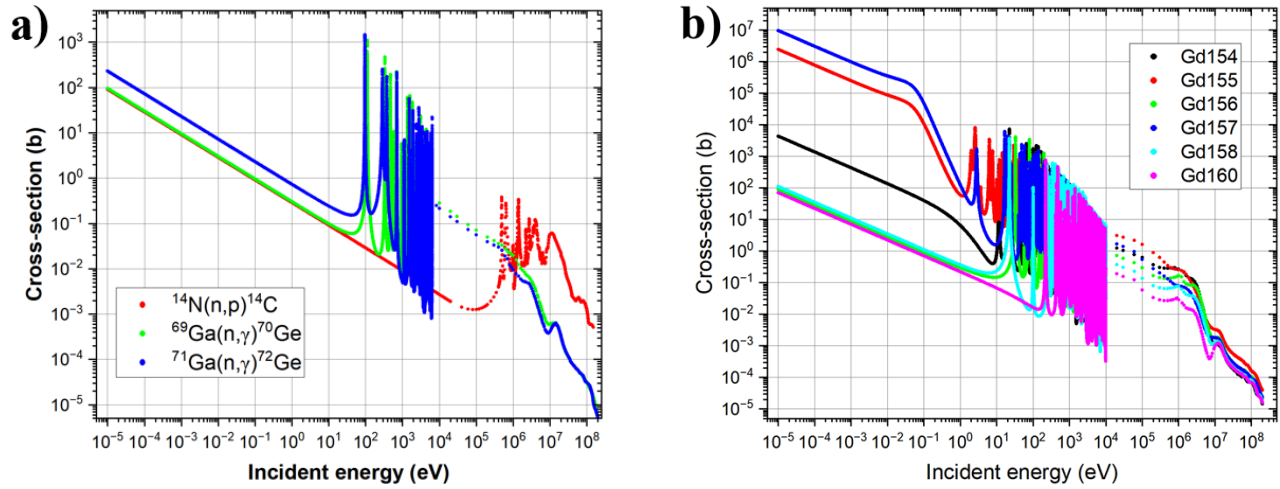 a)
Cross-section (b)
10³
10²
10¹
10⁰
10⁻¹
10⁻²
10⁻³
10⁻⁴
10⁻⁵
¹⁴N(n,p)¹⁴C
⁶⁹Ga(n,γ)⁷⁰Ge
⁷¹Ga(n,γ)⁷²Ge
10⁻⁵ 10⁻⁴ 10⁻³ 10⁻² 10⁻¹ 10⁰ 10¹ 10² 10³ 10⁴ 10⁵ 10⁶ 10⁷ 10⁸
Incident energy (eV)
b)
Cross-section (b)
10⁷
10⁶
10⁵
10⁴
10³
10²
10¹
10⁰
10⁻¹
10⁻²
10⁻³
10⁻⁴
10⁻⁵
Gd154
Gd155
Gd156
Gd157
Gd158
Gd160
10⁻⁵ 10⁻⁴ 10⁻³ 10⁻² 10⁻¹ 10⁰ 10¹ 10² 10³ 10⁴ 10⁵ 10⁶ 10⁷ 10⁸
Incident energy (eV)